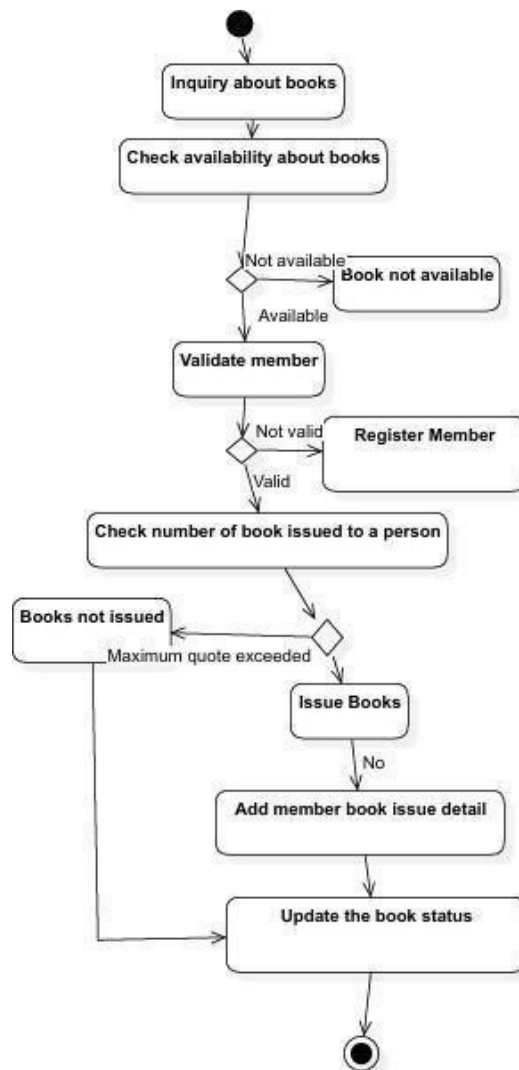 Inquiry about books
Check availability about books
Not available
Book not available
Available
Validate member
Not valid
Register Member
Valid
Check number of book issued to a person
Books not issued
Maximum quote exceeded
Issue Books
No
Add member book issue detail
Update the book status